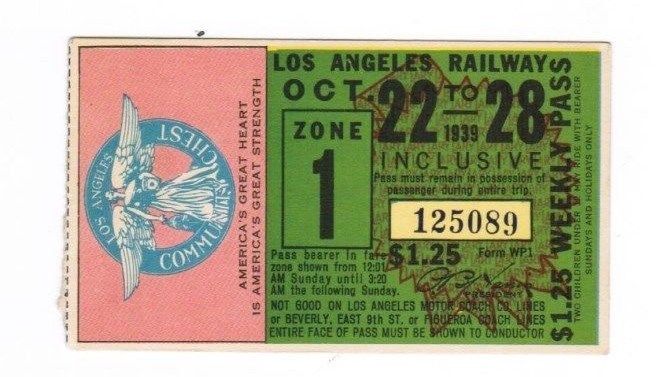 LOS ANGELES
COMMUNITY CHEST
AMERICA'S GREAT HEART
IS AMERICA'S GREAT STRENGTH
LOS ANGELES RAILWAY
OCT. 22 TO 28
1939
INCLUSIVE
ZONE
1
Pass must remain in possession of
passenger during entire trip.
125089
$1.25 Form WP1
PRESIDENT
Pass bearer in fare
zone shown from 12:01
AM Sunday until 3:20
AM the following Sunday.
NOT GOOD ON LOS ANGELES MOTOR COACH CO LINES
or BEVERLY, EAST 9th ST. or FIGUEROA COACH LINES
ENTIRE FACE OF PASS MUST BE SHOWN TO CONDUCTOR
$1.25 WEEKLY PASS
TWO CHILDREN UNDER 12 MAY RIDE WITH BEARER
SUNDAYS AND HOLIDAYS ONLY